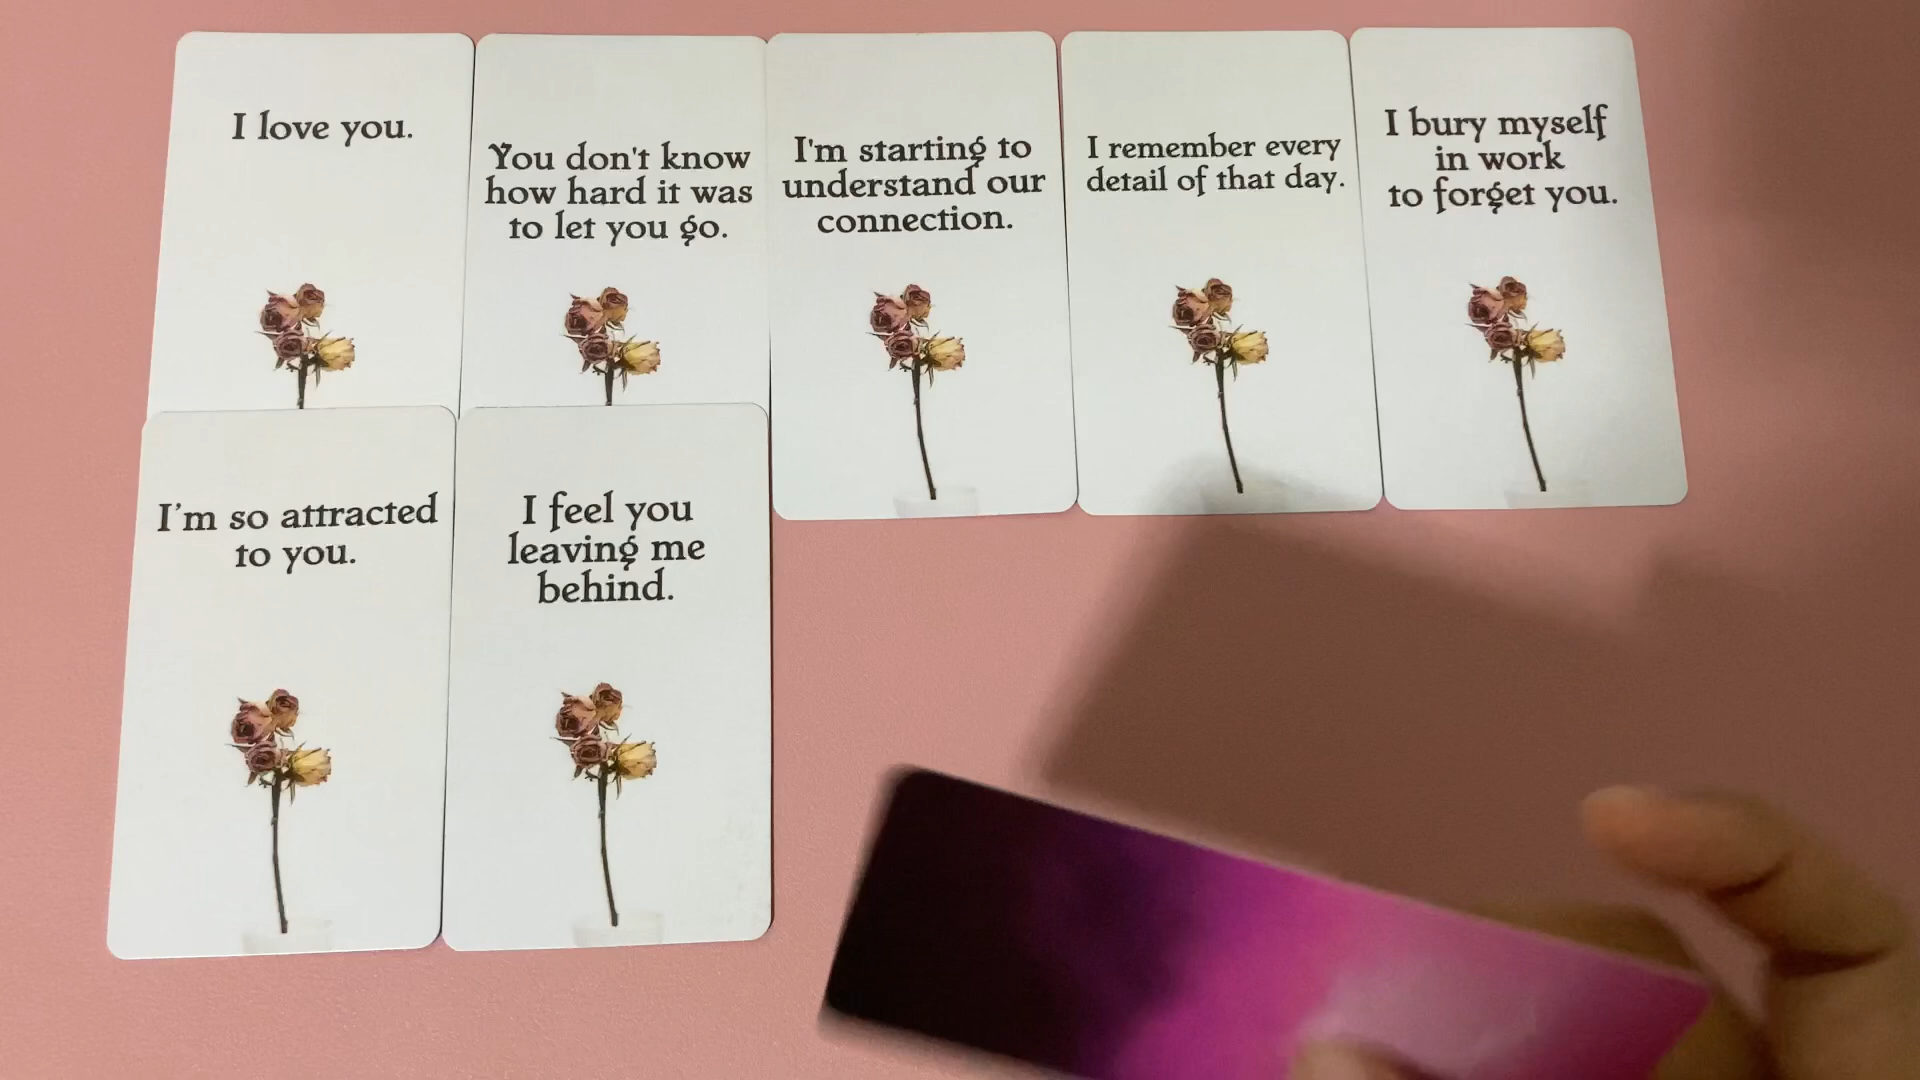 I love you.
You don't know
how hard it was
to let you go.
I'm starting to
understand our
connection.
I remember every
detail of that day.
I bury myself
in work
to forget you.
I'm so attracted
to you.
I feel you
leaving me
behind.